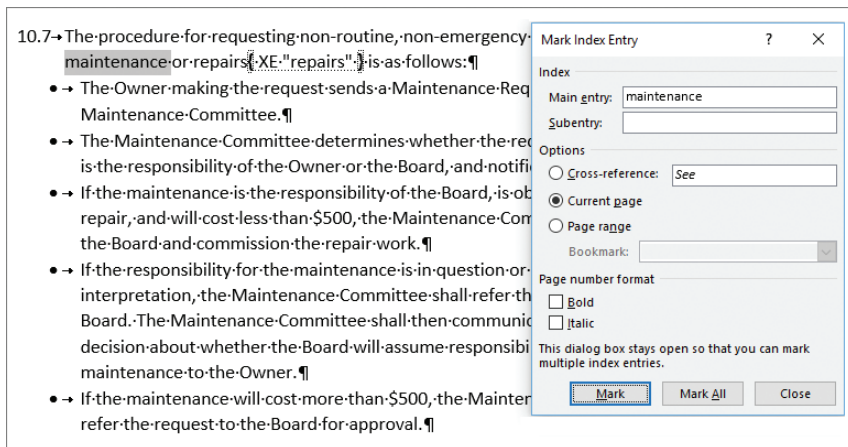 10.7→The·procedure·for·requesting·non-routine,·non-emergency·
maintenance·or·repairs{·XE·"repairs"·}·is·as·follows:¶
•→The·Owner·making·the·request·sends·a·Maintenance·Req
Maintenance·Committee.¶
•→The·Maintenance·Committee·determines·whether·the·req
is·the·responsibility·of·the·Owner·or·the·Board,·and·notifi
•→If·the·maintenance·is·the·responsibility·of·the·Board,·is·ob
repair,·and·will·cost·less·than·$500,·the·Maintenance·Com
the·Board·and·commission·the·repair·work.¶
•→If·the·responsibility·for·the·maintenance·is·in·question·or·
interpretation,·the·Maintenance·Committee·shall·refer·th
Board.·The·Maintenance·Committee·shall·then·communic
decision·about·whether·the·Board·will·assume·responsibi
maintenance·to·the·Owner.¶
•→If·the·maintenance·will·cost·more·than·$500,·the·Mainten
refer·the·request·to·the·Board·for·approval.¶
Mark Index Entry ? ×
Index
Main entry: maintenance
Subentry:
Options
Cross-reference: See
Current page
Page range
Bookmark:
Page number format
Bold
Italic
This dialog box stays open so that you can mark
multiple index entries.
Mark Mark All Close